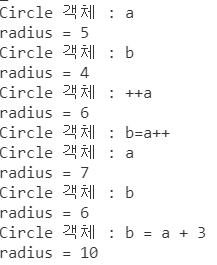 Circle 객체 : a
radius = 5
Circle 객체 : b
radius = 4
Circle 객체 : ++a
radius = 6
Circle 객체 : b=a++
Circle 객체 : a
radius = 7
Circle 객체 : b
radius = 6
Circle 객체 : b = a + 3
radius = 10